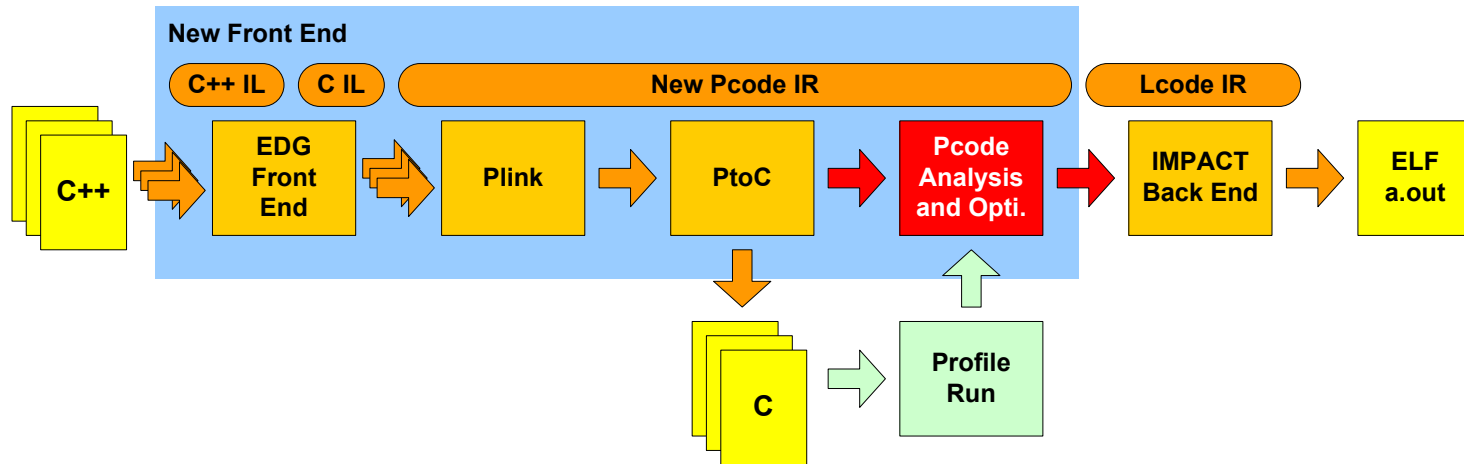 New Front End
C++ IL
C IL
New Pcode IR
Lcode IR
C++
EDG
Front
End
Plink
PtoC
Pcode
Analysis
and Opti.
IMPACT
Back End
ELF
a.out
C
Profile
Run